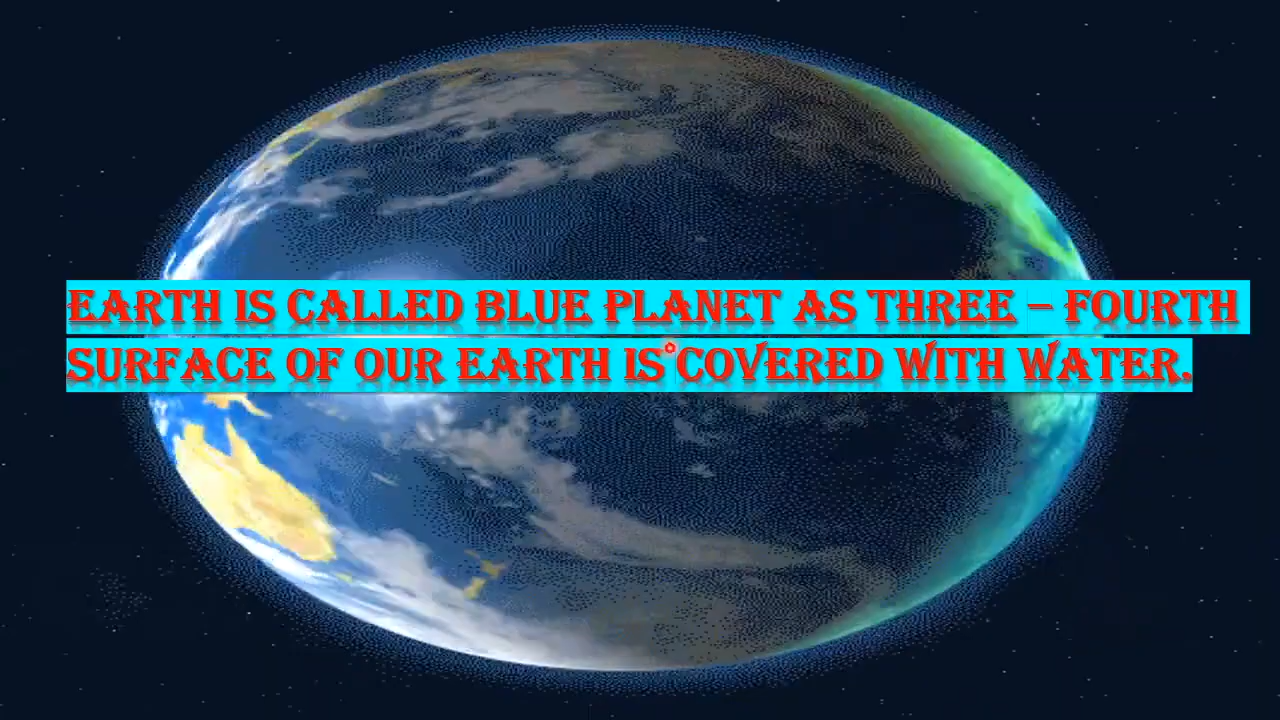 EARTH IS CALLED BLUE PLANET AS THREE – FOURTH
SURFACE OF OUR EARTH IS COVERED WITH WATER.